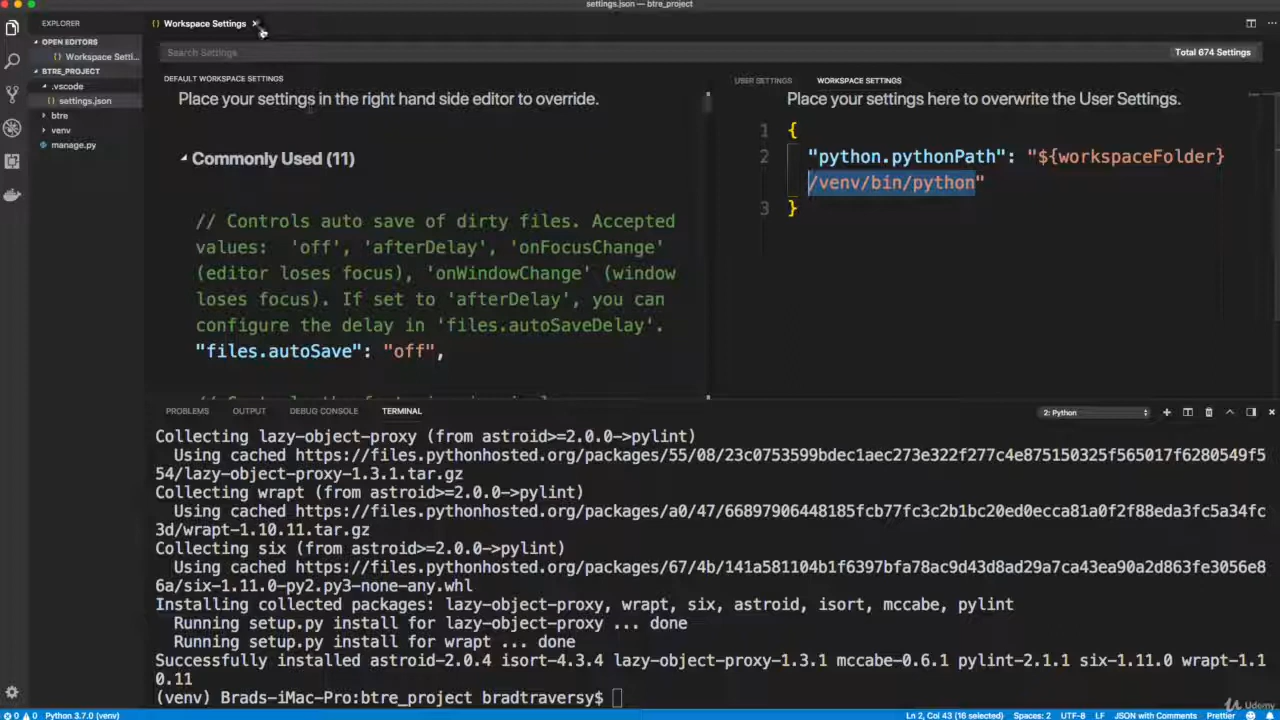 settings.json — btre_project
EXPLORER
OPEN EDITORS
{} Workspace Setti...
BTRE_PROJECT
.vscode
{} settings.json
btre
venv
manage.py
{} Workspace Settings
Search Settings
Total 674 Settings
DEFAULT WORKSPACE SETTINGS
Place your settings in the right hand side editor to override.
Commonly Used (11)
// Controls auto save of dirty files. Accepted
values:  'off', 'afterDelay', 'onFocusChange'
(editor loses focus), 'onWindowChange' (window
loses focus). If set to 'afterDelay', you can
configure the delay in 'files.autoSaveDelay'.
"files.autoSave": "off",
USER SETTINGS
WORKSPACE SETTINGS
Place your settings here to overwrite the User Settings.
1 {
2 "python.pythonPath": "${workspaceFolder}
/venv/bin/python"
3 }
PROBLEMS
OUTPUT
DEBUG CONSOLE
TERMINAL
2: Python
Collecting lazy-object-proxy (from astroid>=2.0.0->pylint)
Using cached https://files.pythonhosted.org/packages/55/08/23c0753599bdec1aec273e322f277c4e875150325f565017f6280549f5
54/lazy-object-proxy-1.3.1.tar.gz
Collecting wrapt (from astroid>=2.0.0->pylint)
Using cached https://files.pythonhosted.org/packages/a0/47/66897906448185fcb77fc3c2b1bc20ed0ecca81a0f2f88eda3fc5a34fc
3d/wrapt-1.10.11.tar.gz
Collecting six (from astroid>=2.0.0->pylint)
Using cached https://files.pythonhosted.org/packages/67/4b/141a581104b1f6397bfa78ac9d43d8ad29a7ca43ea90a2d863fe3056e8
6a/six-1.11.0-py2.py3-none-any.whl
Installing collected packages: lazy-object-proxy, wrapt, six, astroid, isort, mccabe, pylint
Running setup.py install for lazy-object-proxy ... done
Running setup.py install for wrapt ... done
Successfully installed astroid-2.0.4 isort-4.3.4 lazy-object-proxy-1.3.1 mccabe-0.6.1 pylint-2.1.1 six-1.11.0 wrapt-1.1
0.11
(venv) Brads-iMac-Pro:btre_project bradtraversy$
0 0 Python 3.7.0 (venv)
Ln 2, Col 43 (16 selected)
Spaces: 2
UTF-8
LF
JSON with Comments
Prettier
Udemy